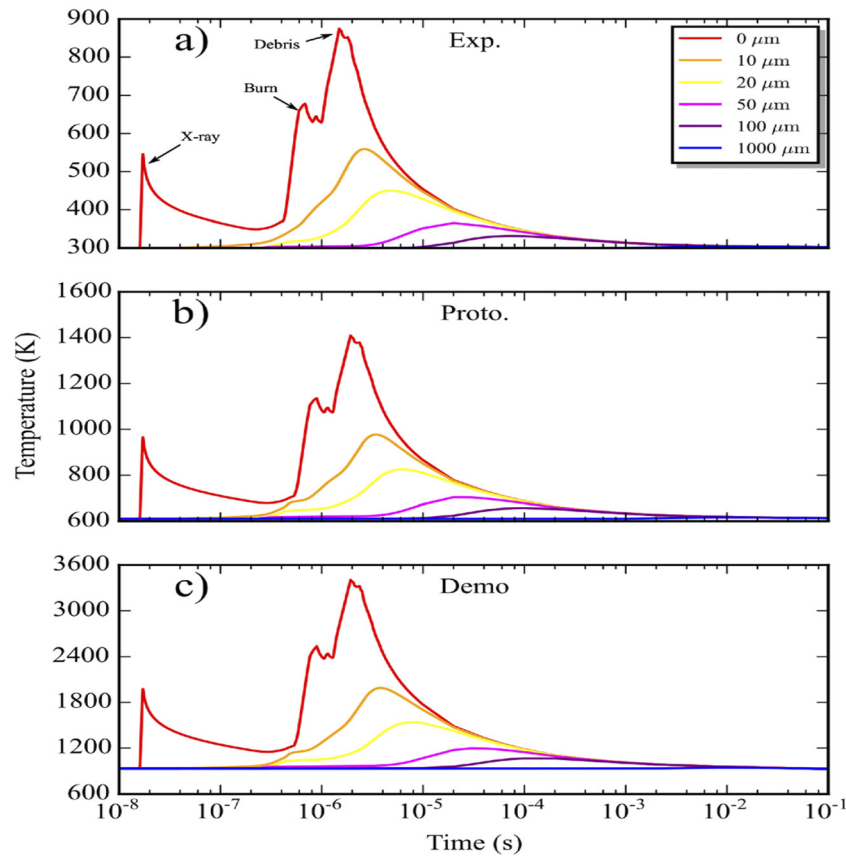 a)
Exp.
Debris
Burn
X-ray
0 μm
10 μm
20 μm
50 μm
100 μm
1000 μm
900
800
700
600
500
400
300
b)
Proto.
1600
1400
1200
1000
800
600
Temperature (K)
c)
Demo
3600
3000
2400
1800
1200
600
10-8 10-7 10-6 10-5 10-4 10-3 10-2 10-1
Time (s)